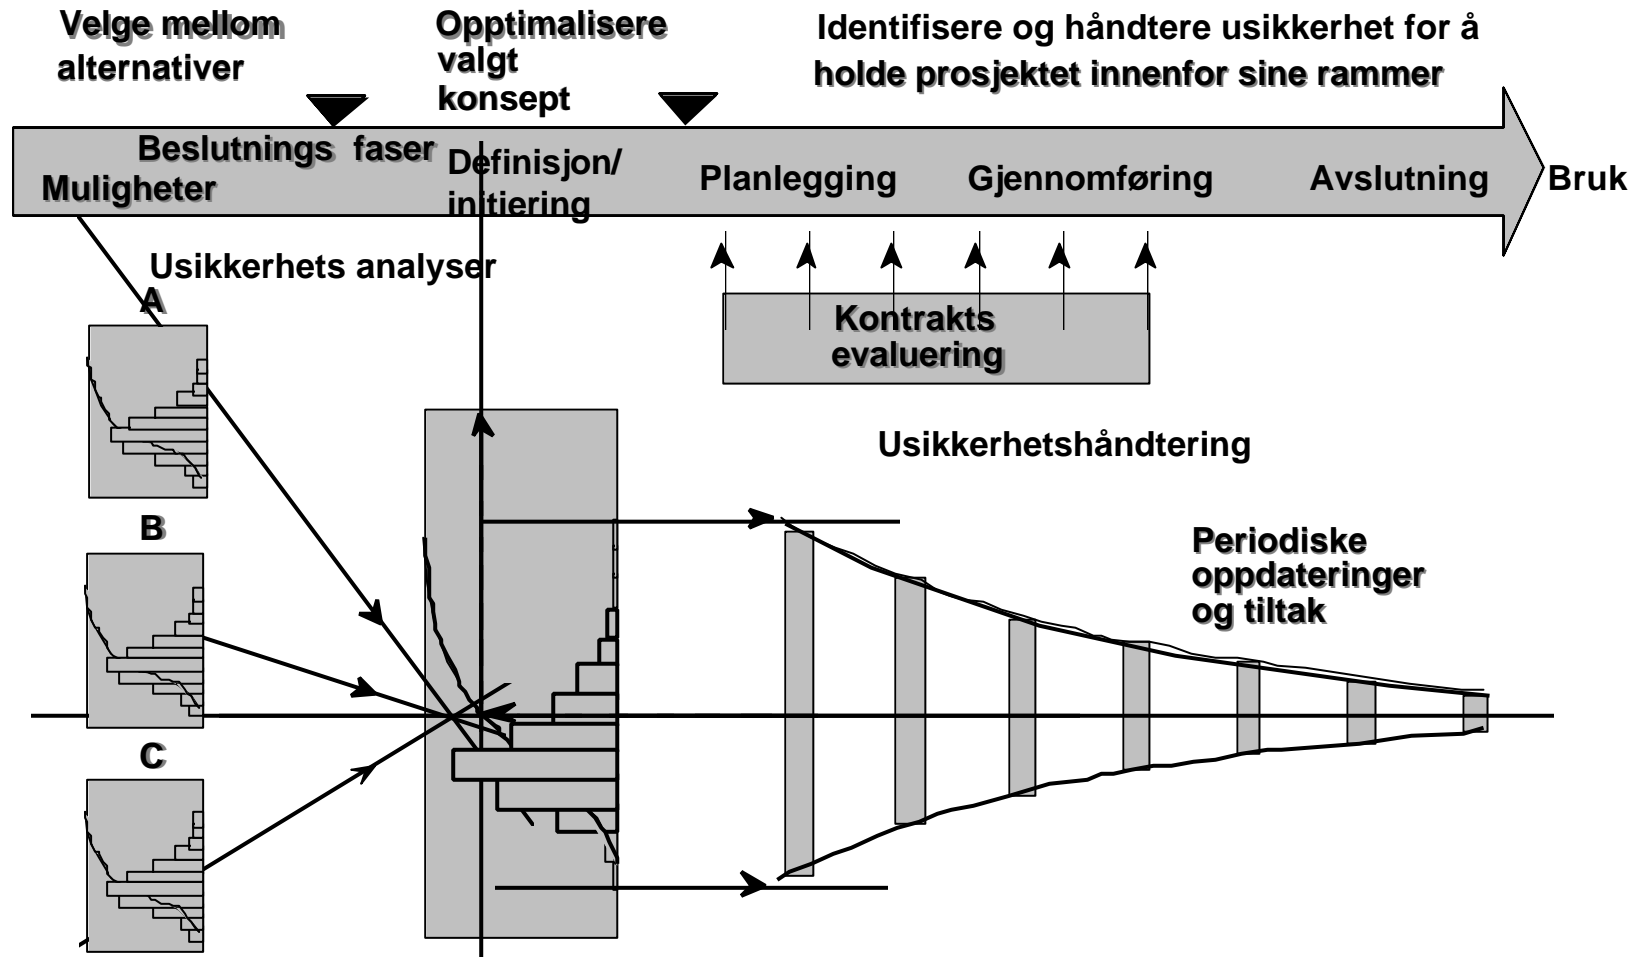 Velge mellom
alternativer
Opptimalisere
valgt
konsept
Identifisere og håndtere usikkerhet for å
holde prosjektet innenfor sine rammer
Beslutnings faser
Muligheter
Definisjon/
initiering
Planlegging
Gjennomføring
Avslutning
Bruk
Usikkerhets analyser
A
Kontrakts
evaluering
Usikkerhetshåndtering
B
Periodiske
oppdateringer
og tiltak
C